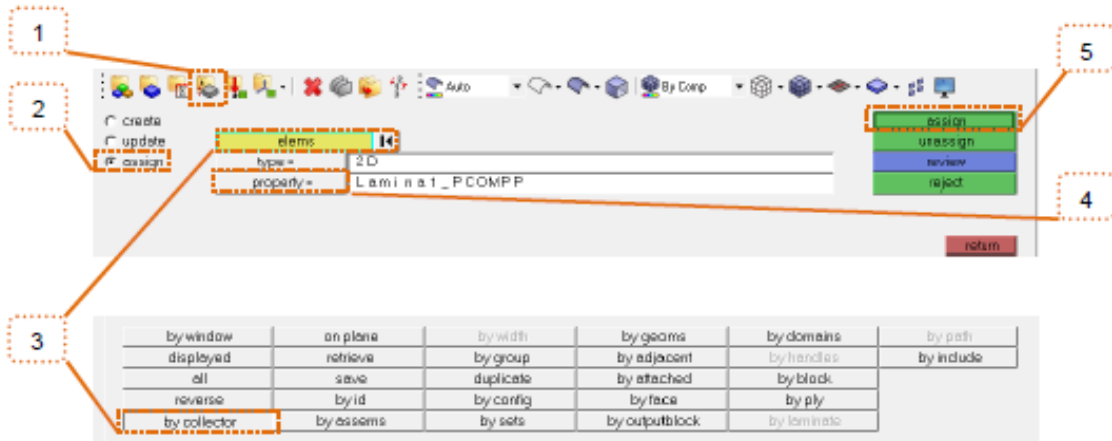 1
5
2
Auto
By Comp
create
update
assign
elems
type =
2D
property =
Laminat_PCOMPP
assign
unassign
review
reject
4
return
3
by window on plane by width by geoms by domains by path
displayed retrieve by group by adjacent by handles by include
all save duplicate by attached by block
reverse by id by config by face by ply
by collector by assems by sets by outputblock by laminate